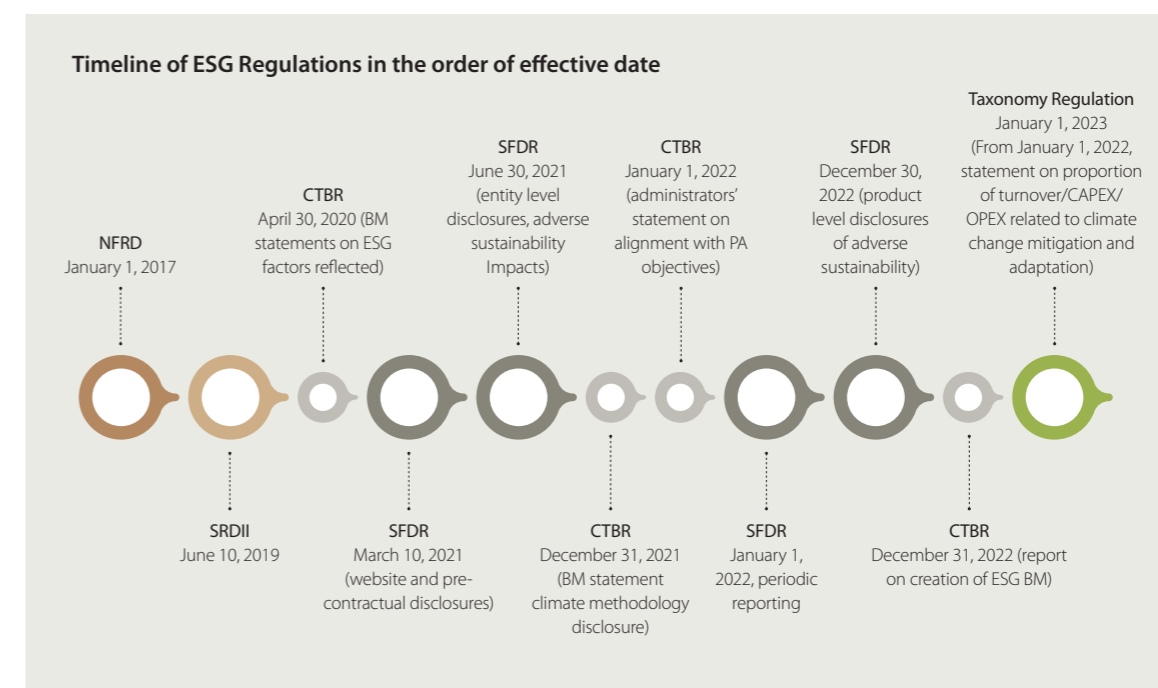 Timeline of ESG Regulations in the order of effective date
NFRD
January 1, 2017
SRDII
June 10, 2019
CTBR
April 30, 2020 (BM
statements on ESG
factors reflected)
SFDR
March 10, 2021
(website and pre-
contractual disclosures)
SFDR
June 30, 2021
(entity level
disclosures, adverse
sustainability
Impacts)
CTBR
December 31, 2021
(BM statement
climate methodology
disclosure)
CTBR
January 1, 2022
(administrators’
statement on
alignment with PA
objectives)
SFDR
January 1,
2022, periodic
reporting
SFDR
December 30,
2022 (product
level disclosures
of adverse
sustainability)
CTBR
December 31, 2022 (report
on creation of ESG BM)
Taxonomy Regulation
January 1, 2023
(From January 1, 2022,
statement on proportion
of turnover/CAPEX/
OPEX related to climate
change mitigation and
adaptation)